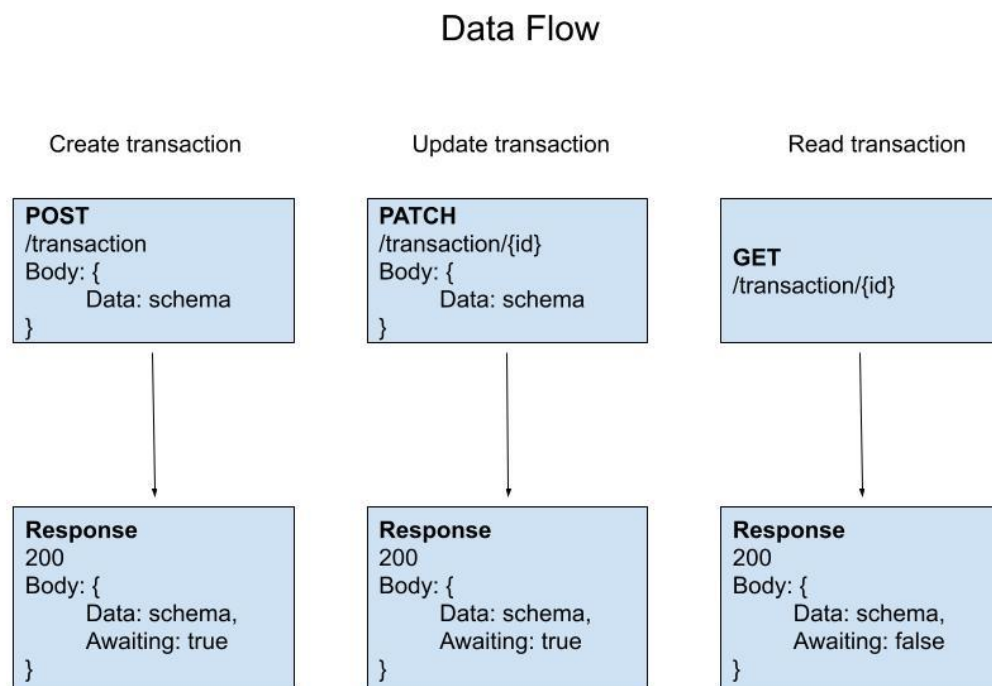 Data Flow
Create transaction
Update transaction
Read transaction
POST
/transaction
Body: {
Data: schema
}
PATCH
/transaction/{id}
Body: {
Data: schema
}
GET
/transaction/{id}
Response
200
Body: {
Data: schema,
Awaiting: true
}
Response
200
Body: {
Data: schema,
Awaiting: true
}
Response
200
Body: {
Data: schema,
Awaiting: false
}